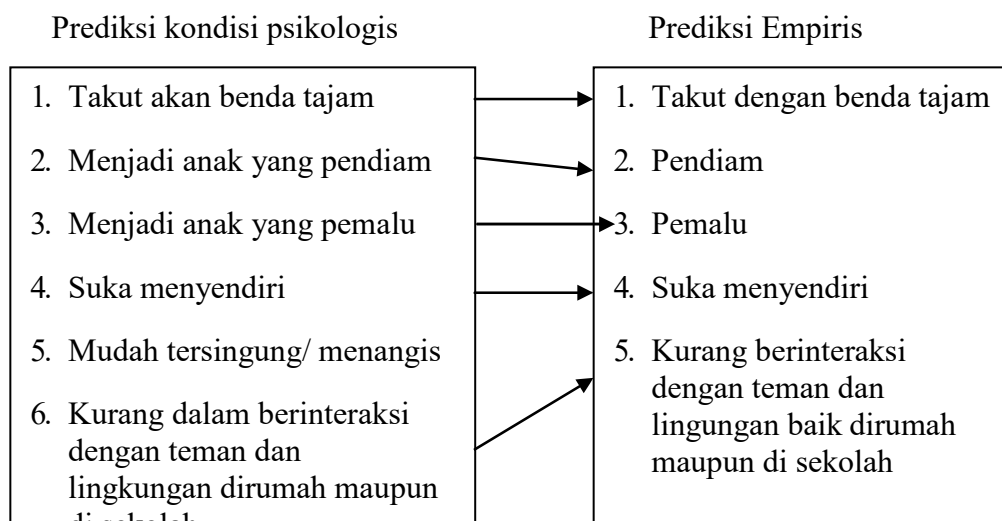 Prediksi kondisi psikologis
1. Takut akan benda tajam
2. Menjadi anak yang pendiam
3. Menjadi anak yang pemalu
4. Suka menyendiri
5. Mudah tersingung/ menangis
6. Kurang dalam berinteraksi
dengan teman dan
lingkungan dirumah maupun
di sekolah
Prediksi Empiris
1. Takut dengan benda tajam
2. Pendiam
3. Pemalu
4. Suka menyendiri
5. Kurang berinteraksi
dengan teman dan
lingungan baik dirumah
maupun di sekolah